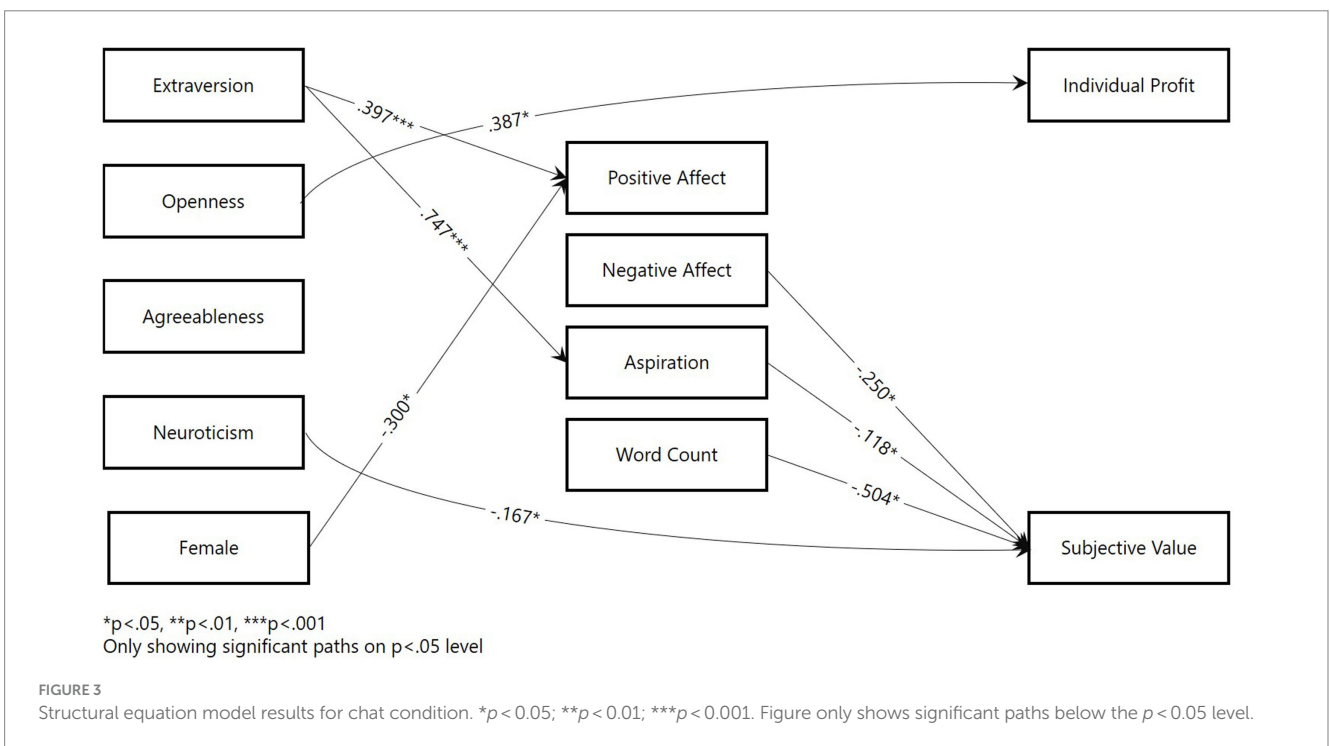 Extraversion
Individual Profit
.397***
.387*
Positive Affect
Openness
.747***
Negative Affect
Agreeableness
Aspiration
-.250*
-.300*
-.118*
Neuroticism
Word Count
-.504*
-.167*
Female
Subjective Value
*p<.05, **p<.01, ***p<.001
Only showing significant paths on p<.05 level
FIGURE 3
Structural equation model results for chat condition. *p < 0.05; **p < 0.01; ***p < 0.001. Figure only shows significant paths below the p < 0.05 level.